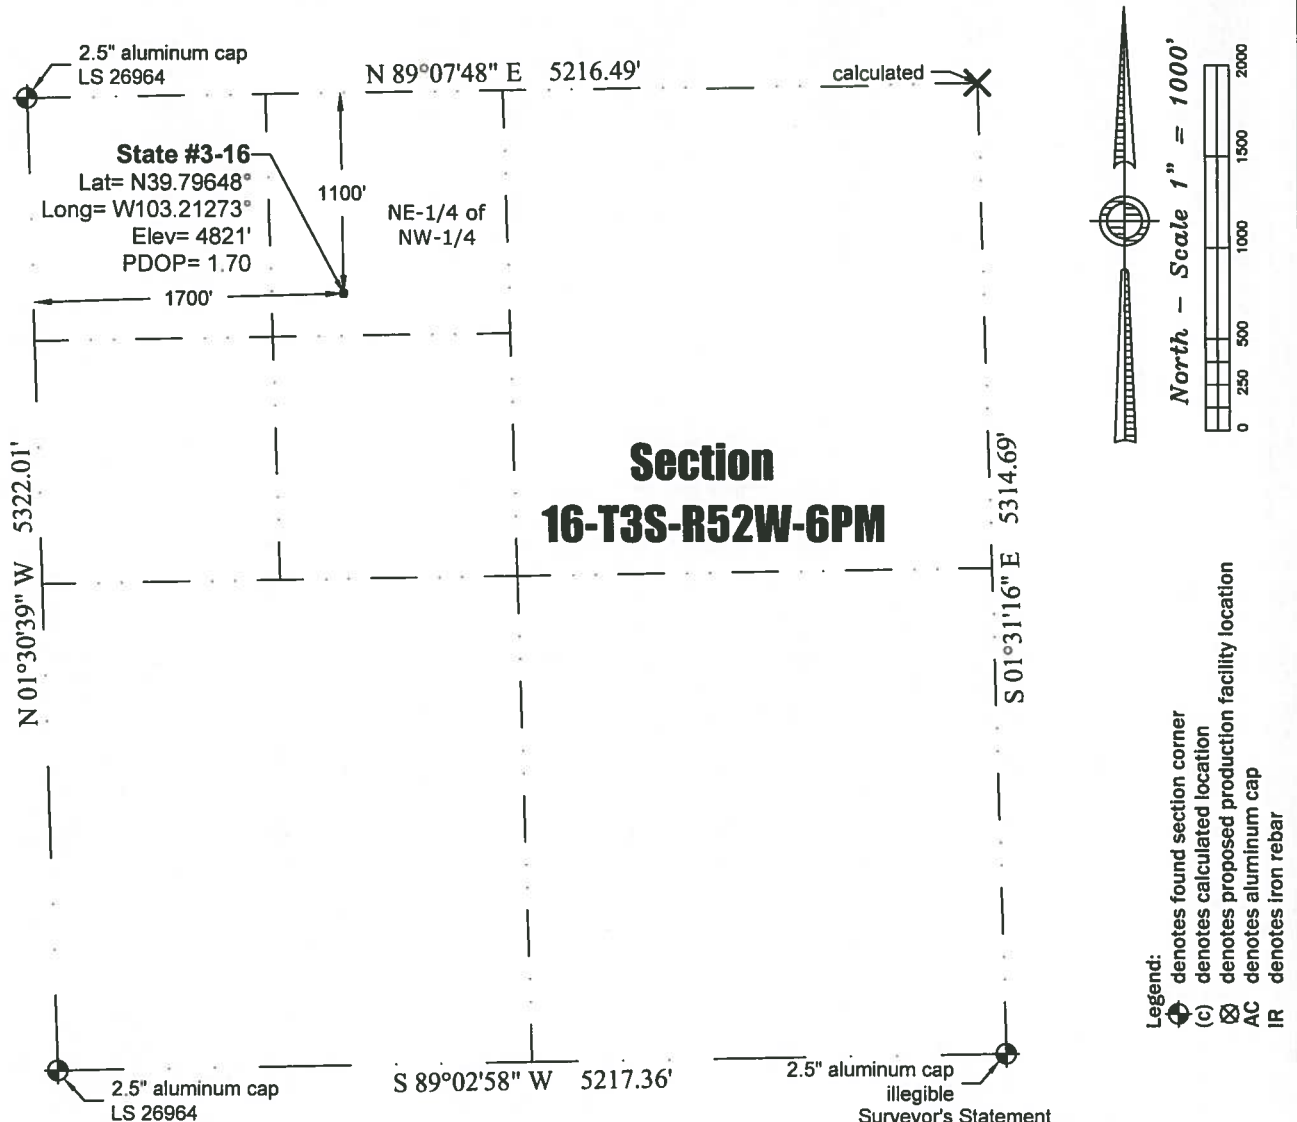 2.5" aluminum cap
LS 26964
N 89°07'48" E 5216.49'
calculated
State #3-16
Lat= N39.79648°
Long= W103.21273°
Elev= 4821'
PDOP= 1.70
1100'
NE-1/4 of
NW-1/4
1700'
Section
16-T3S-R52W-6PM
N 01°30'39" W 5322.01'
S 01°31'16" E 5314.69'
S 89°02'58" W 5217.36'
2.5" aluminum cap
LS 26964
2.5" aluminum cap
illegible
Surveyor's Statement
North - Scale 1" = 1000'
0 250 500 1000 1500 2000
Legend:
denotes found section corner
(c) denotes calculated location
denotes proposed production facility location
AC denotes aluminum cap
IR denotes iron rebar